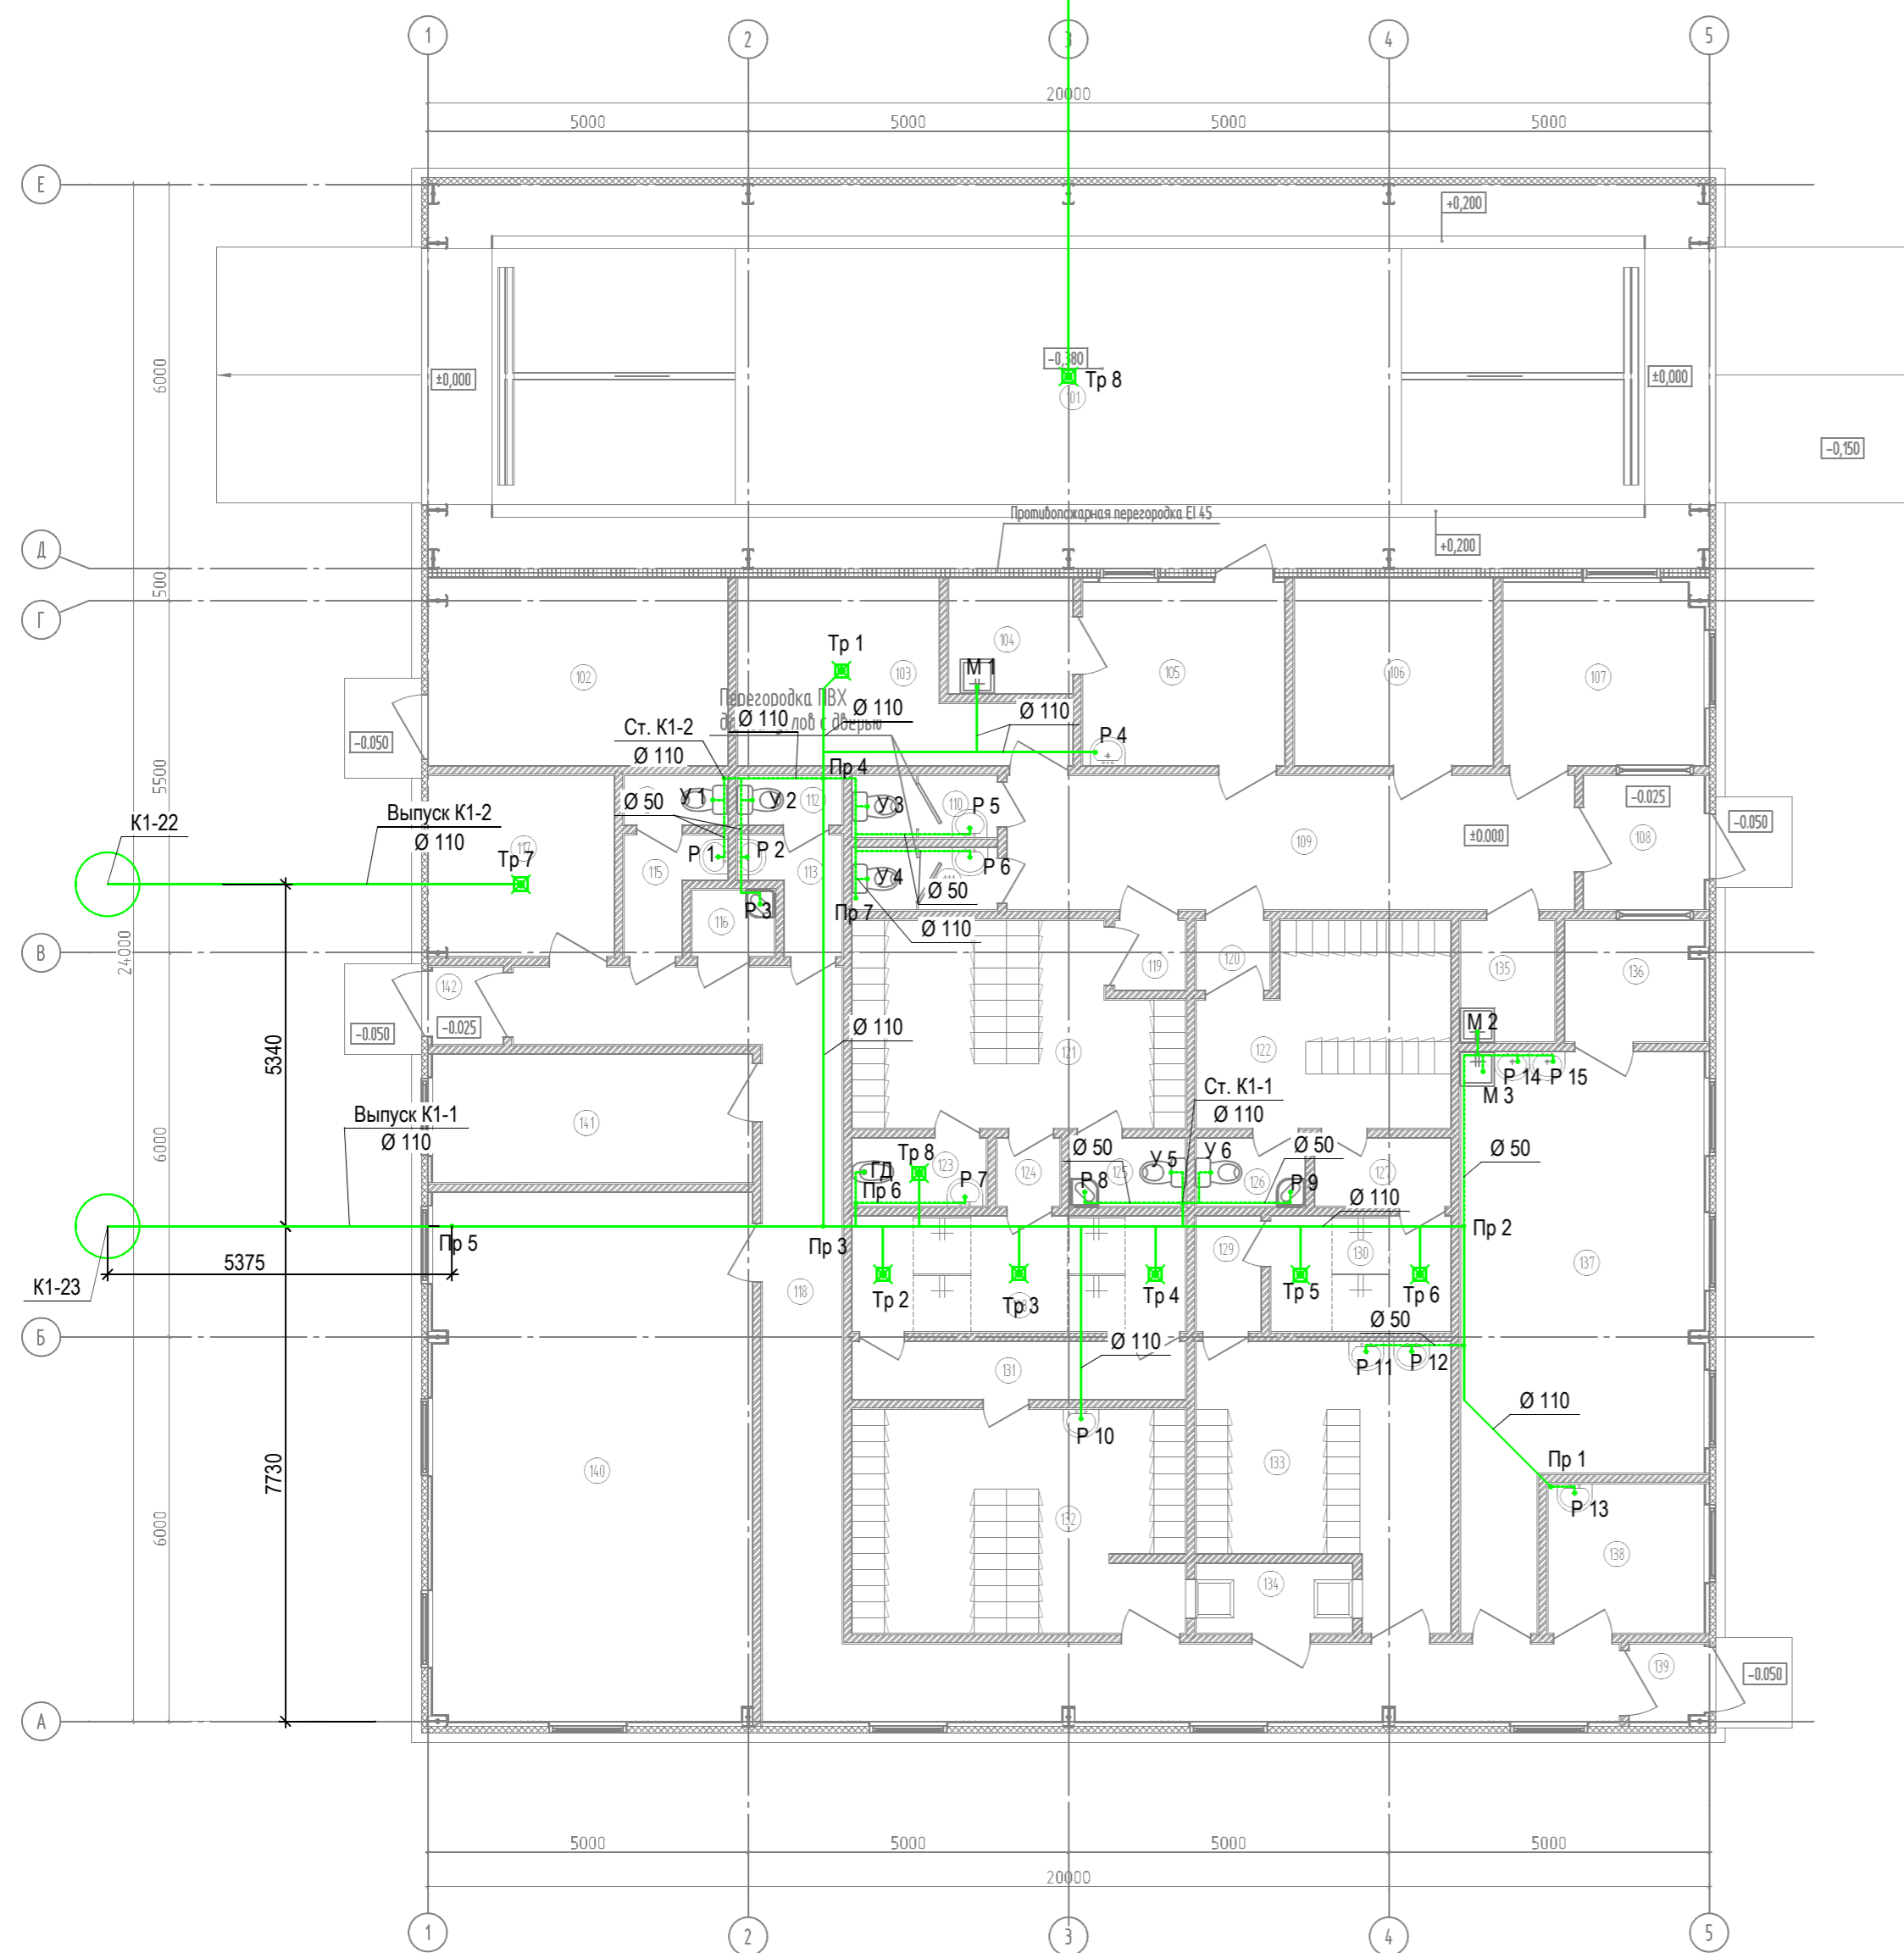 1
2
3
4
5
20000
5000
5000
5000
5000
Е
+0,200
6000
±0,000
-0,380
Тр 8
101
±0,000
-0,150
Противопожарная перегородка EI 45
+0,200
Д
500
Г
Тр 1
М 1
104
102
103
105
106
107
Перегородка ПВХ
Ø 110
Ø 110
Ø 110
Ст. К1-2
Ø 110
Р 4
-0.050
5500
Пр 4
У 1
У 2
112
У 3
110
Р 5
-0.025
Ø 50
К1-22
Выпуск К1-2
Ø 110
-0.050
±0.000
108
109
117
Тр 7
Р 1
Р 2
Р 6
115
113
У 4
Ø 50
116
Р 3
Пр 7
Ø 110
24000
В
142
119
120
135
136
-0.050
-0.025
Ø 110
М 2
5340
121
122
Р 14
Р 15
М 3
Выпуск К1-1
Ø 110
141
Ст. К1-1
Ø 110
6000
Ø 50
Ø 50
Ø 50
Тр 8
123
ГД
Р 7
124
125
У 5
У 6
126
127
Р 8
Р 9
Пр 6
Ø 110
Пр 5
Пр 3
Пр 2
5375
К1-23
118
129
130
137
Тр 2
Тр 3
Тр 4
Тр 5
Тр 6
Б
Ø 50
Ø 110
131
Р 11
Р 12
Ø 110
Р 10
7730
140
133
Пр 1
Р 13
132
6000
138
134
139
-0.050
А
5000
5000
5000
5000
20000
1
2
3
4
5